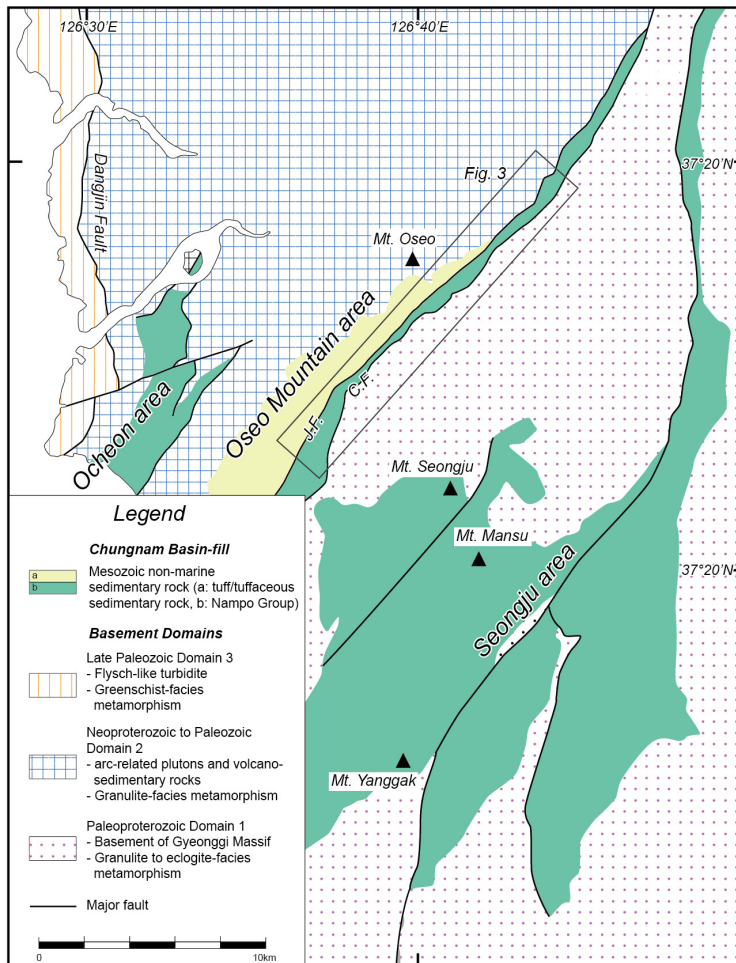 126°30'E
126°40'E
37°20'N
Fig. 3
Dangjin Fault
Mt. Oseo
Oseo Mountain area
J.F.
C-F.
Ocheon area
Mt. Seongju
Mt. Mansu
37°20'N
Seongju area
Mt. Yanggak
Legend
Chungnam Basin-fill
a
b
Mesozoic non-marine
sedimentary rock (a: tuff/tuffaceous
sedimentary rock, b: Nampo Group)
Basement Domains
Late Paleozoic Domain 3
- Flysch-like turbidite
- Greenschist-facies
metamorphism
Neoproterozoic to Paleozoic
Domain 2
- arc-related plutons and volcano-
sedimentary rocks
- Granulite-facies metamorphism
Paleoproterozoic Domain 1
- Basement of Gyeonggi Massif
- Granulite to eclogite-facies
metamorphism
Major fault
0
10km